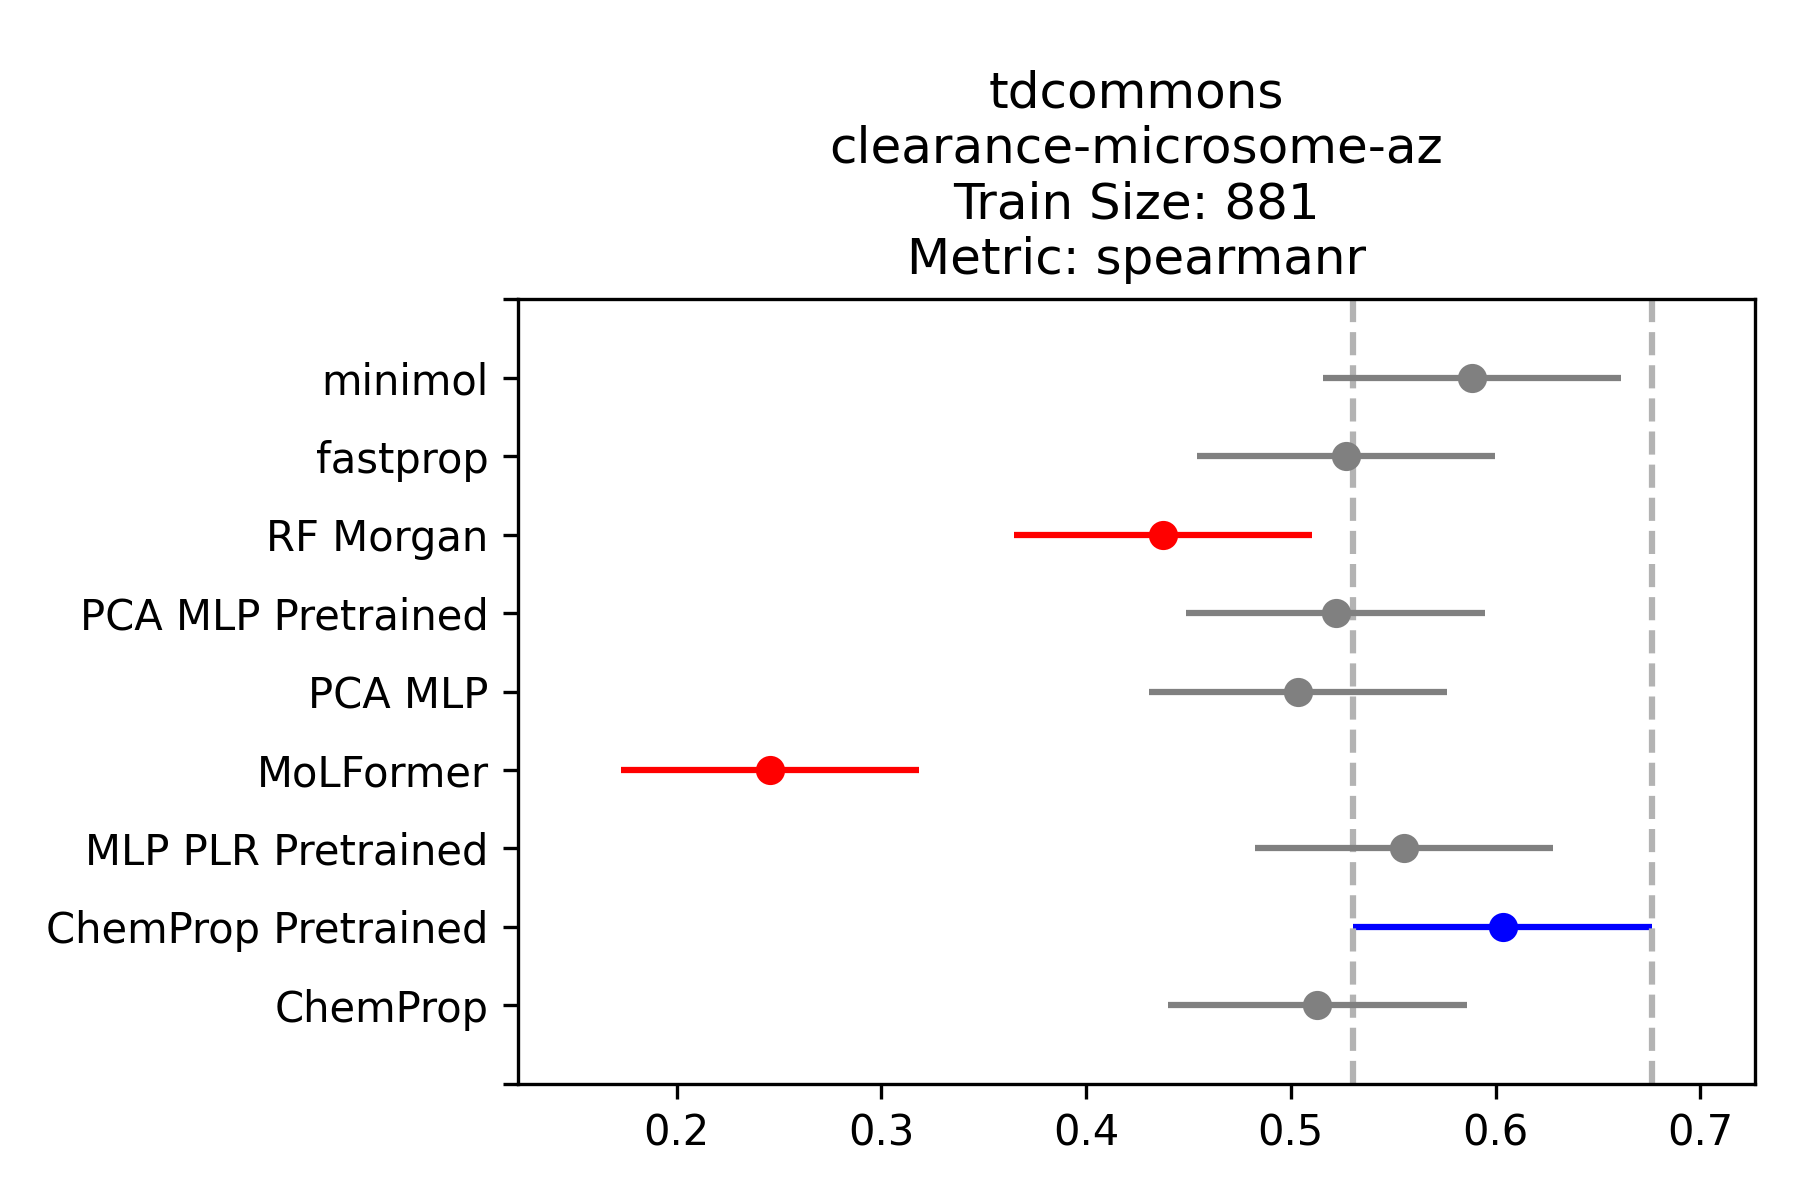 tdcommons
clearance-microsome-az
Train Size: 881
Metric: spearmanr
minimol
fastprop
RF Morgan
PCA MLP Pretrained
PCA MLP
MoLFormer
MLP PLR Pretrained
ChemProp Pretrained
ChemProp
0.2 0.3 0.4 0.5 0.6 0.7